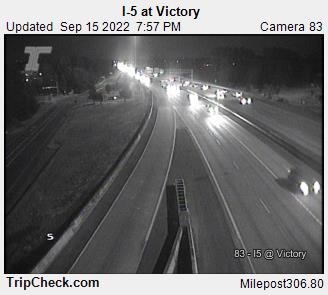 I-5 at Victory
Updated Sep 15 2022 7:57 PM Camera 83
S
83 - I5 @ Victory
TripCheck.com Milepost306.80